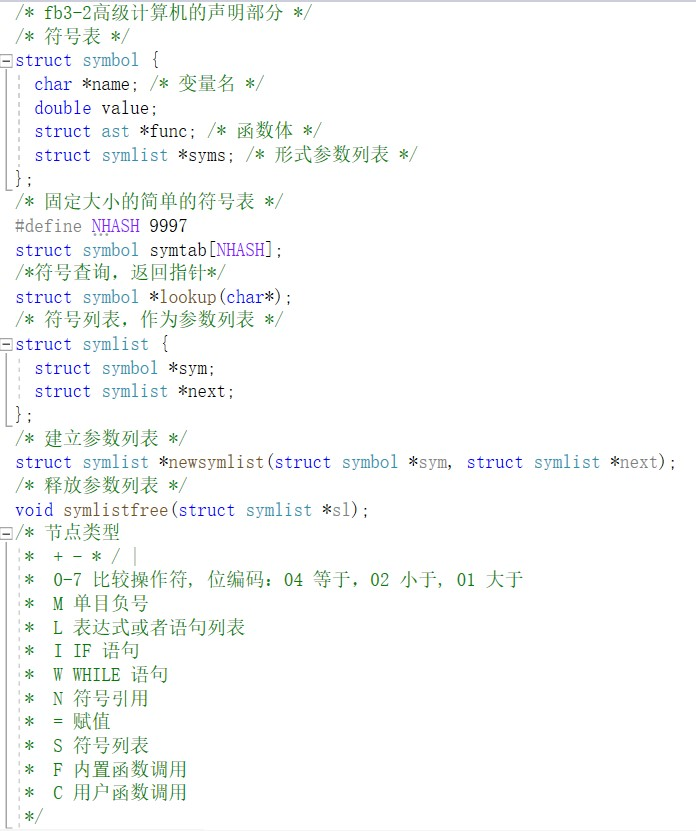 /* fb3-2高级计算机的声明部分 */
/* 符号表 */
struct symbol {
char *name; /* 变量名 */
double value;
struct ast *func; /* 函数体 */
struct symlist *syms; /* 形式参数列表 */
};
/* 固定大小的简单的符号表 */
#define NHASH 9997
struct symbol symtab[NHASH];
/*符号查询，返回指针*/
struct symbol *lookup(char*);
/* 符号列表，作为参数列表 */
struct symlist {
struct symbol *sym;
struct symlist *next;
};
/* 建立参数列表 */
struct symlist *newsymlist(struct symbol *sym, struct symlist *next);
/* 释放参数列表 */
void symlistfree(struct symlist *sl);
/* 节点类型
* + - * / |
* 0-7 比较操作符, 位编码：04 等于，02 小于, 01 大于
* M 单目负号
* L 表达式或者语句列表
* I IF 语句
* W WHILE 语句
* N 符号引用
* = 赋值
* S 符号列表
* F 内置函数调用
* C 用户函数调用
*/